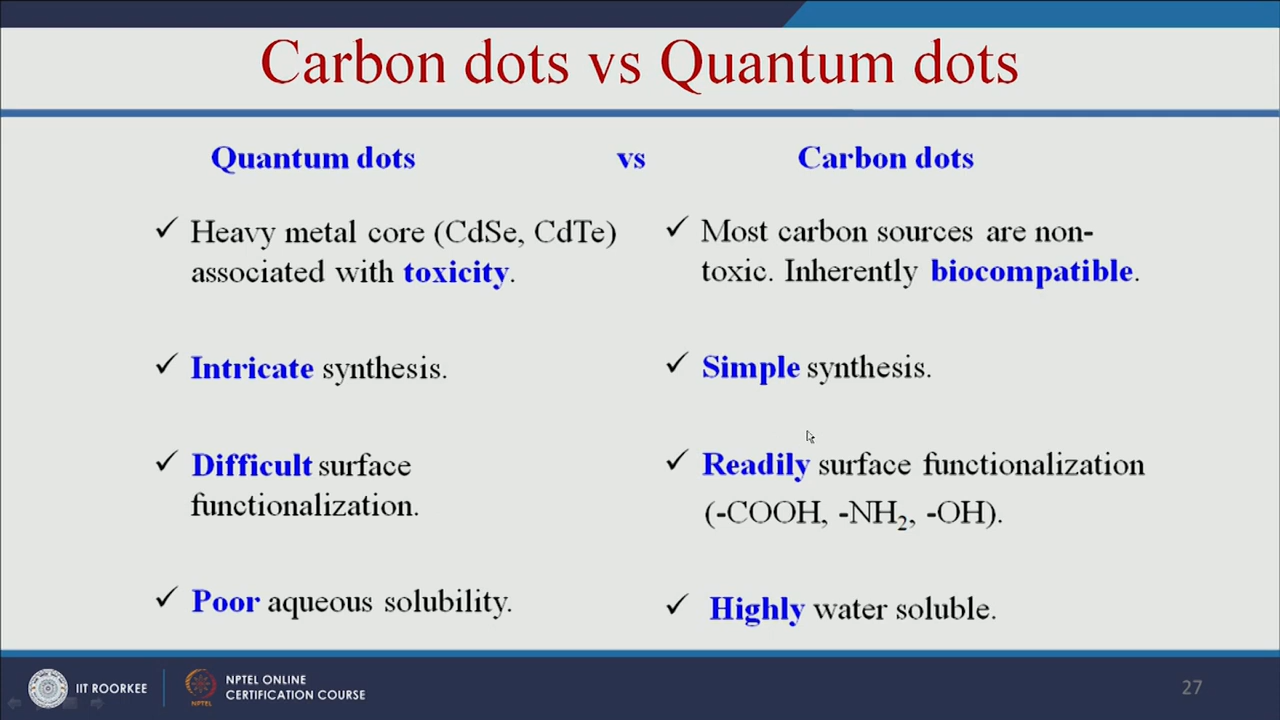 Carbon dots vs Quantum dots
Quantum dots vs Carbon dots
✓ Heavy metal core (CdSe, CdTe)
associated with toxicity.
✓ Intricate synthesis.
✓ Difficult surface
functionalization.
✓ Poor aqueous solubility.
✓ Most carbon sources are non-
toxic. Inherently biocompatible.
✓ Simple synthesis.
✓ Readily surface functionalization
(-COOH, -NH₂, -OH).
✓ Highly water soluble.
IIT ROORKEE
NPTEL
NPTEL ONLINE
CERTIFICATION COURSE
27